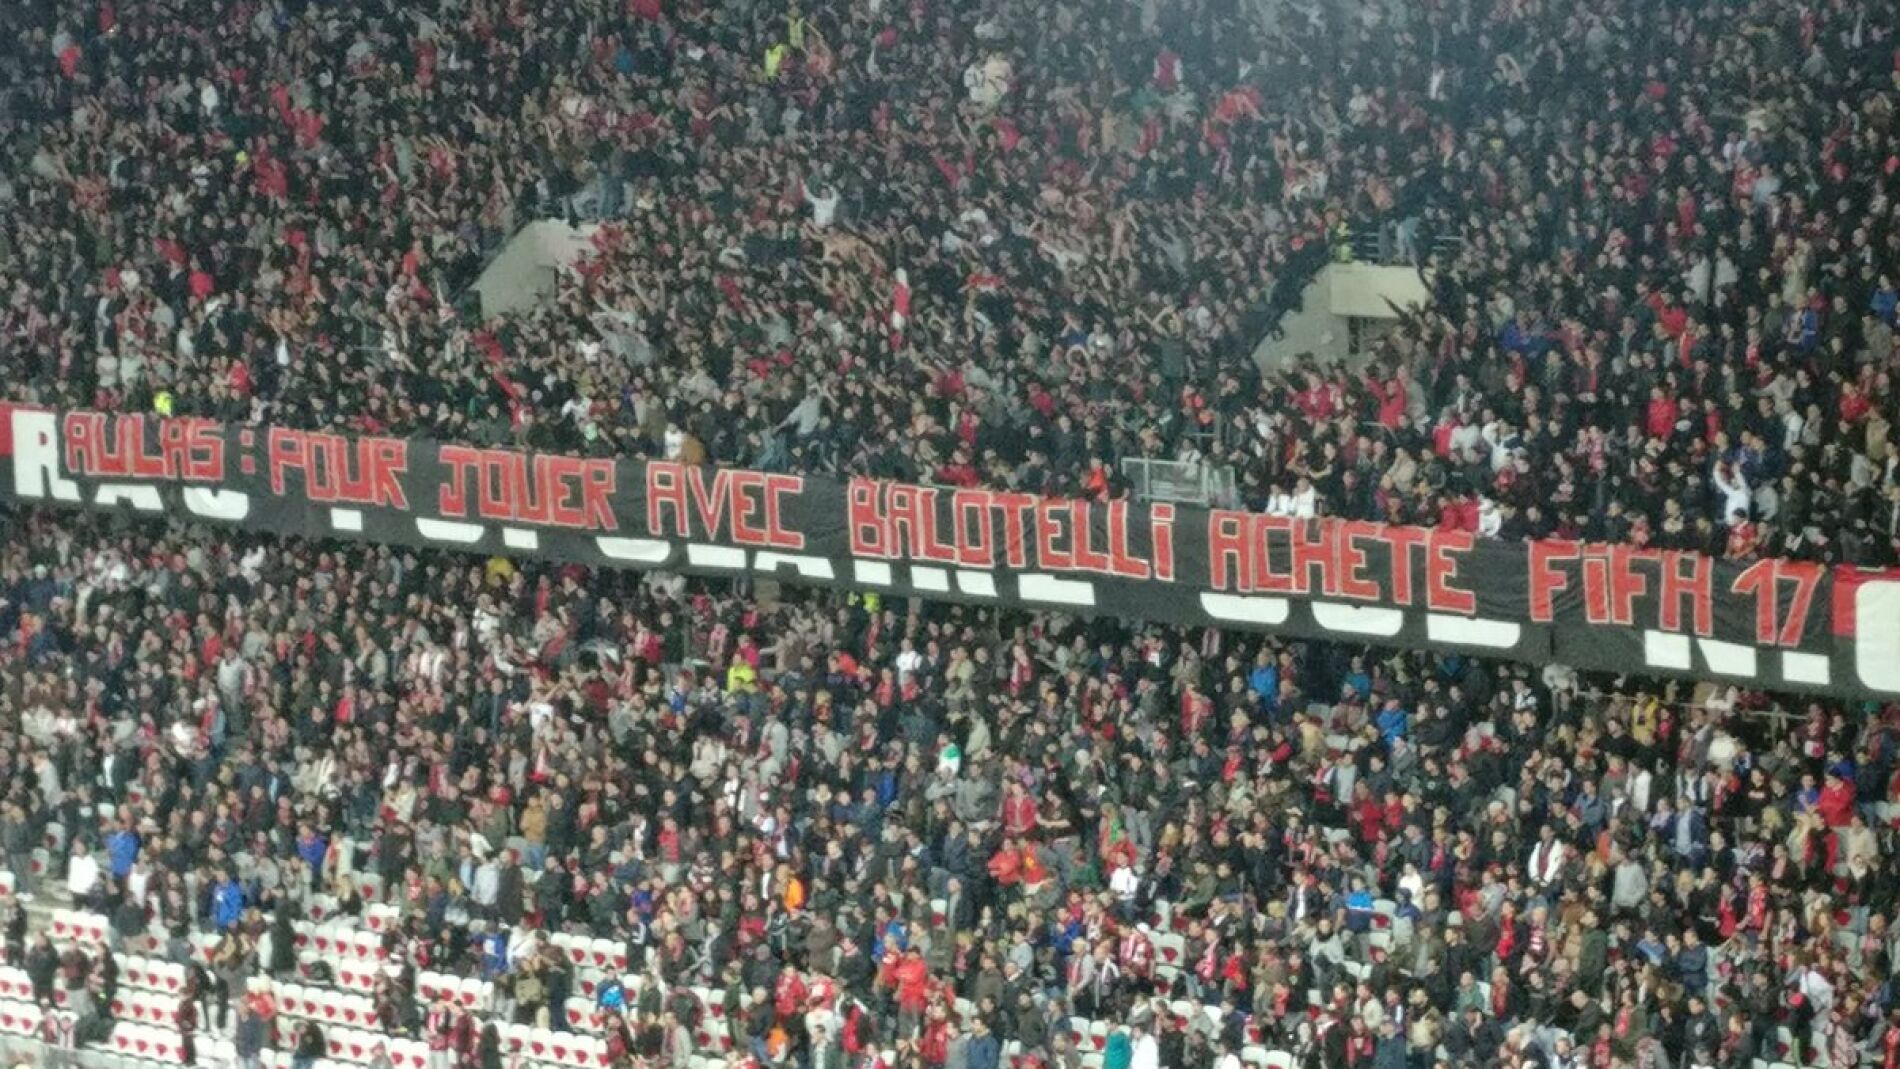 AULAS : POUR JOUER AVEC BALOTELLI ACHETE FIFA 17